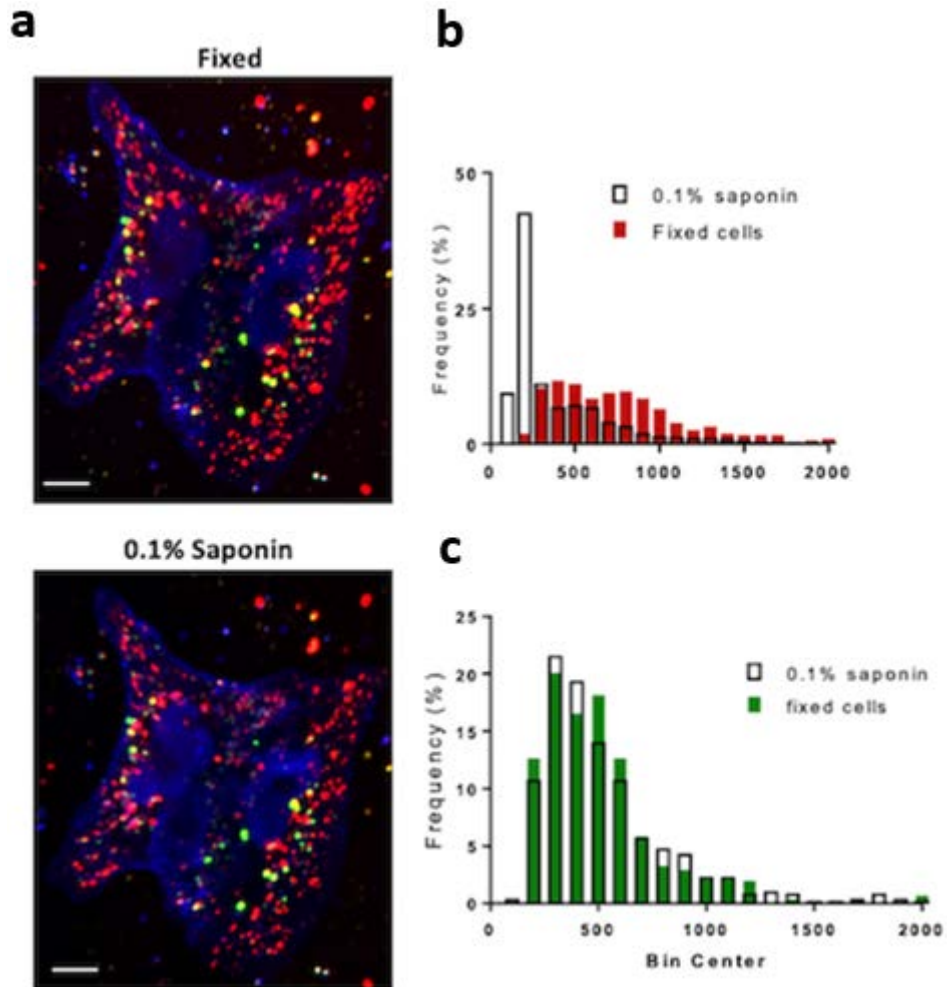 a
Fixed
0.1% Saponin
b
Frequency (%)
50
25
0
0.1% saponin
Fixed cells
0 500 1000 1500 2000
c
Frequency (%)
25
20
15
10
5
0
0.1% saponin
fixed cells
0 500 1000 1500 2000
Bin Center